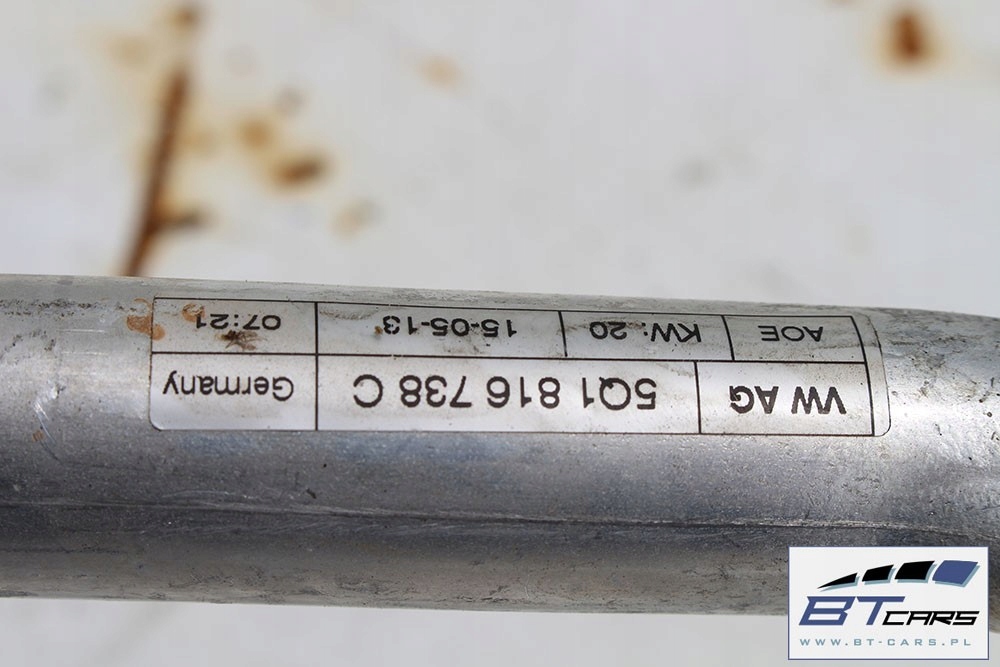 VW AG 5Q1 816 738 C Germany
AOE KW: 20 15-05-13 07:21
BT CARS
WWW.BT-CARS.PL